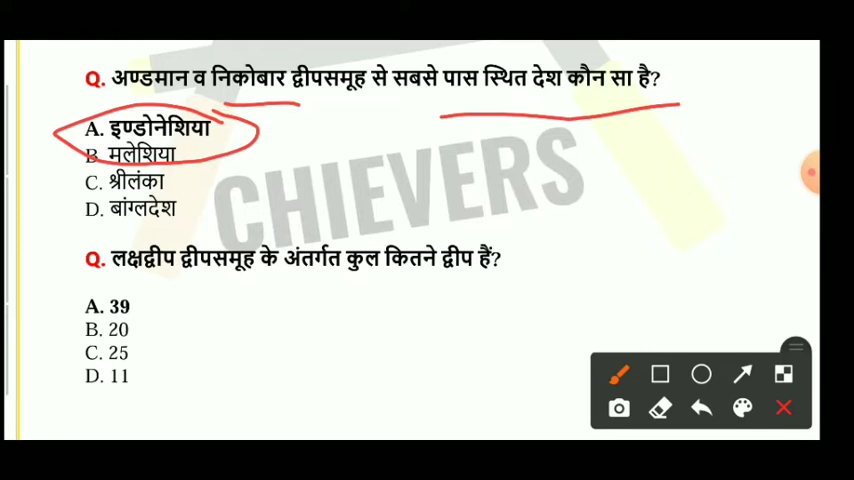 Q. अण्डमान व निकोबार द्वीपसमूह से सबसे पास स्थित देश कौन सा है?
A. इण्डोनेशिया
B. मलेशिया
C. श्रीलंका
D. बांग्लदेश
CHIEVERS
Q. लक्षद्वीप द्वीपसमूह के अंतर्गत कुल कितने द्वीप हैं?
A. 39
B. 20
C. 25
D. 11